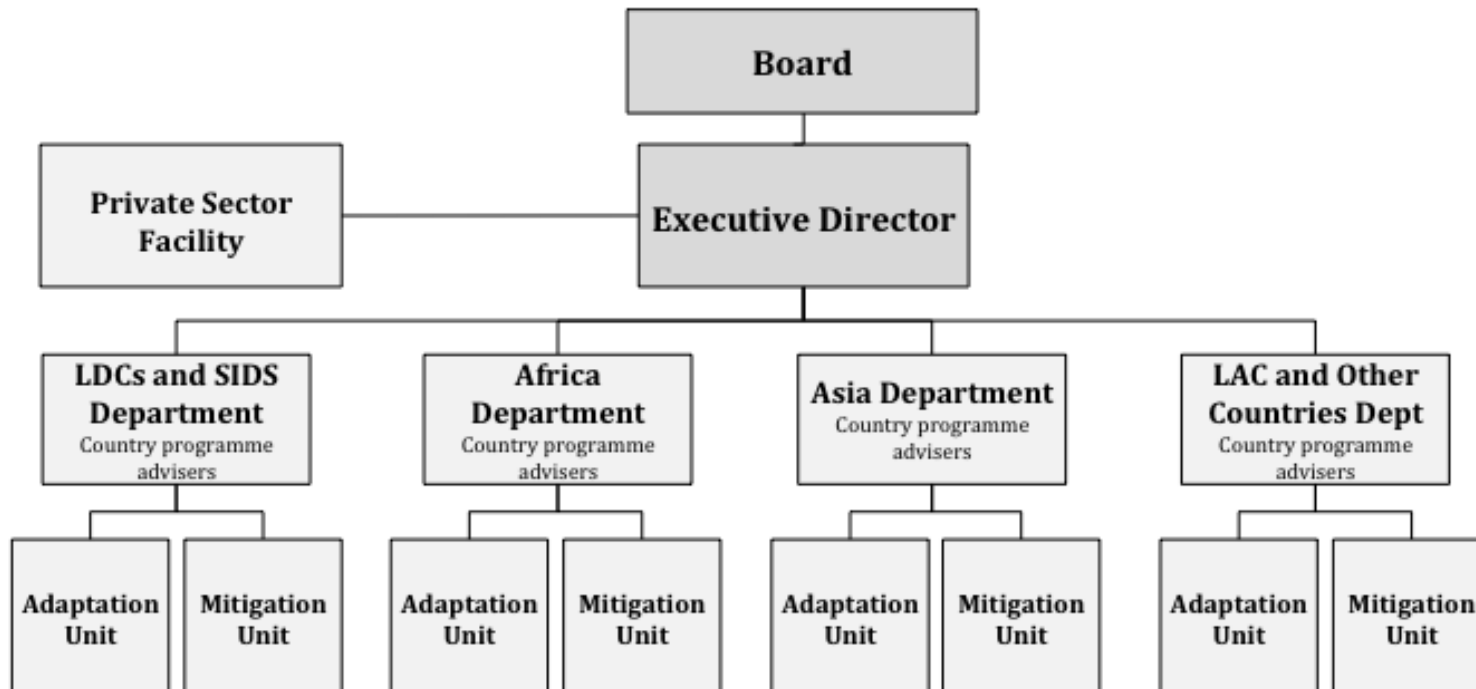 Board
Private Sector
Facility
Executive Director
LDCs and SIDS
Department
Country programme
advisers
Africa
Department
Country programme
advisers
Asia Department
Country programme
advisers
LAC and Other
Countries Dept
Country programme
advisers
Adaptation
Unit
Mitigation
Unit
Adaptation
Unit
Mitigation
Unit
Adaptation
Unit
Mitigation
Unit
Adaptation
Unit
Mitigation
Unit